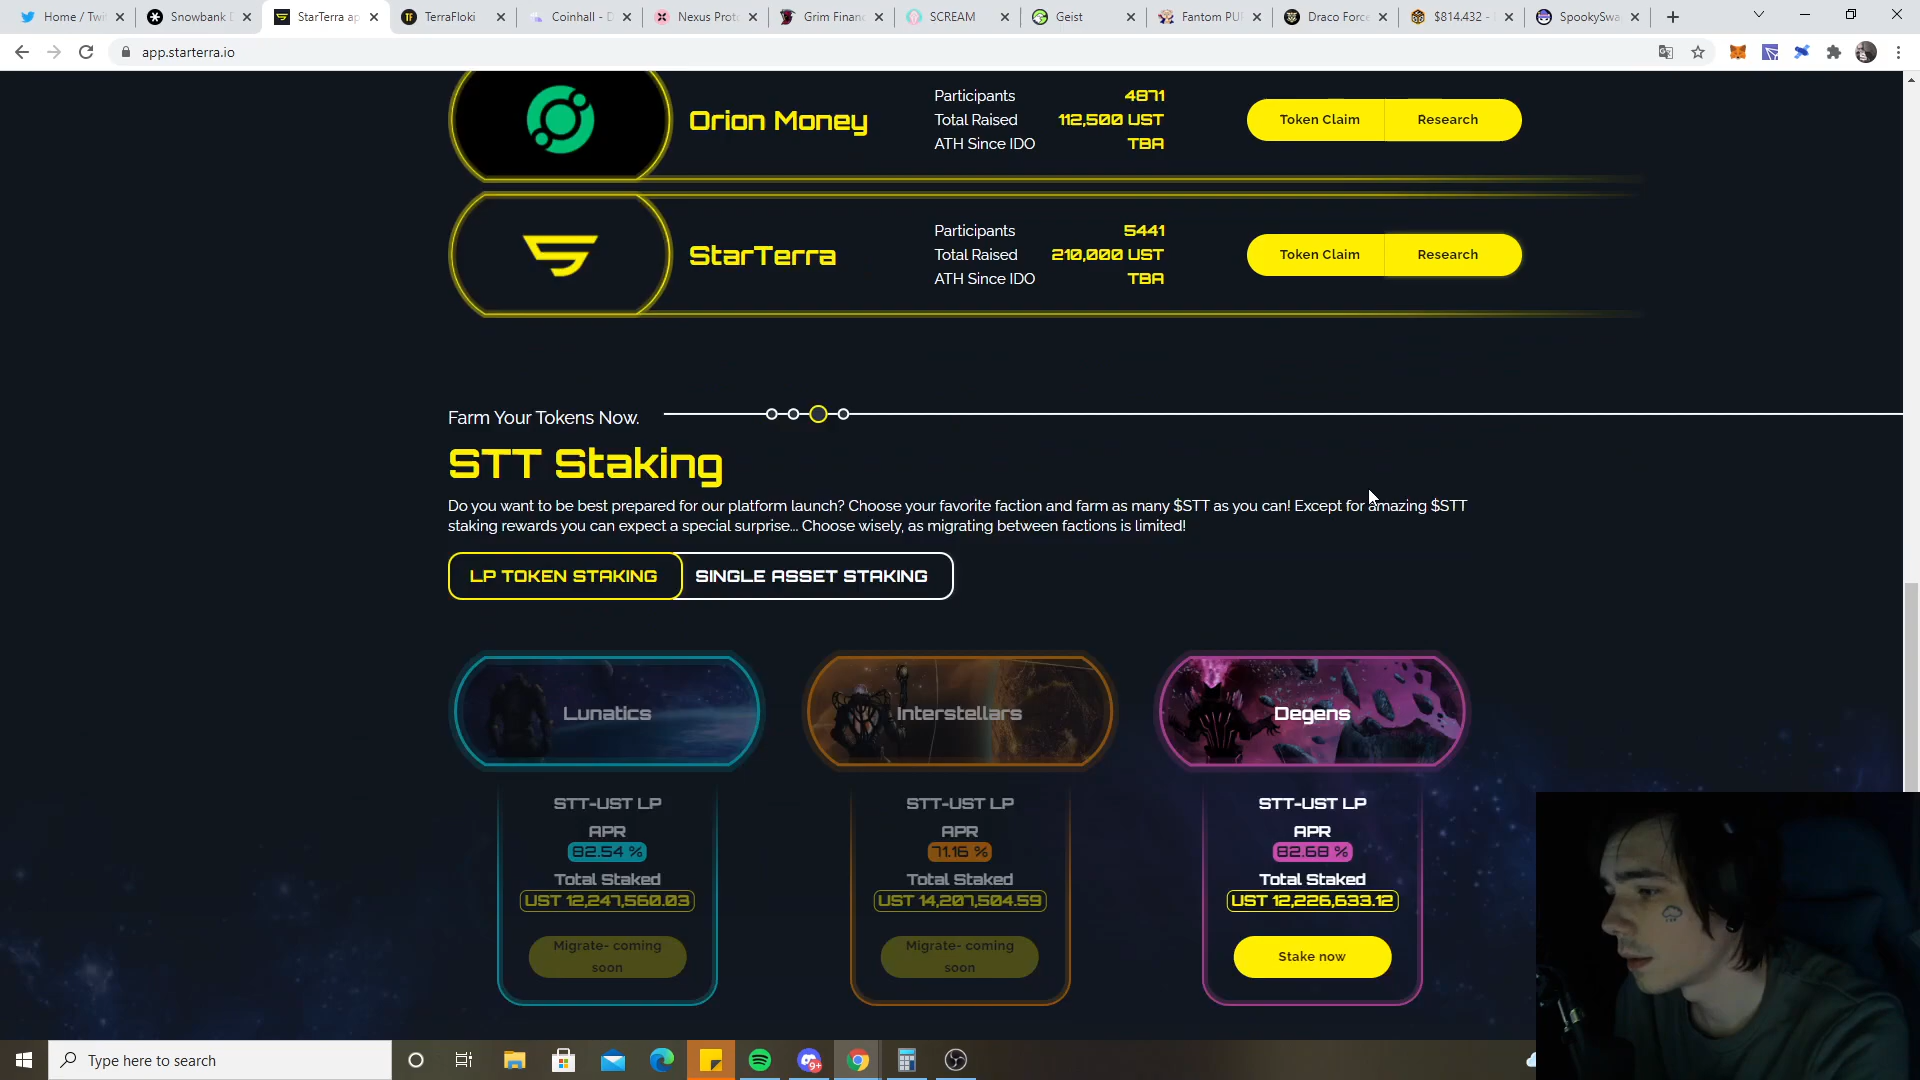 Home / Twi
Snowbank
StarTerra ap
TerraFloki
Coinhall - D
Nexus Prot
Grim Financ
SCREAM
Geist
Fantom PU
Draco Force
$814.432 -
SpookySwa
app.starterra.io
Orion Money
Participants 4871
Total Raised 112,500 UST
ATH Since IDO TBA
Token Claim Research
StarTerra
Participants 5441
Total Raised 210,000 UST
ATH Since IDO TBA
Token Claim Research
Farm Your Tokens Now.
STT Staking
Do you want to be best prepared for our platform launch? Choose your favorite faction and farm as many $STT as you can! Except for amazing $STT
staking rewards you can expect a special surprise... Choose wisely, as migrating between factions is limited!
LP TOKEN STAKING SINGLE ASSET STAKING
Lunatics
STT-UST LP
APR
82.54 %
Total Staked
UST 12,247,560.03
Migrate- coming
soon
Interstellars
STT-UST LP
APR
71.16 %
Total Staked
UST 14,207,504.59
Migrate- coming
soon
Degens
STT-UST LP
APR
82.68 %
Total Staked
UST 12,226,633.12
Stake now
Type here to search